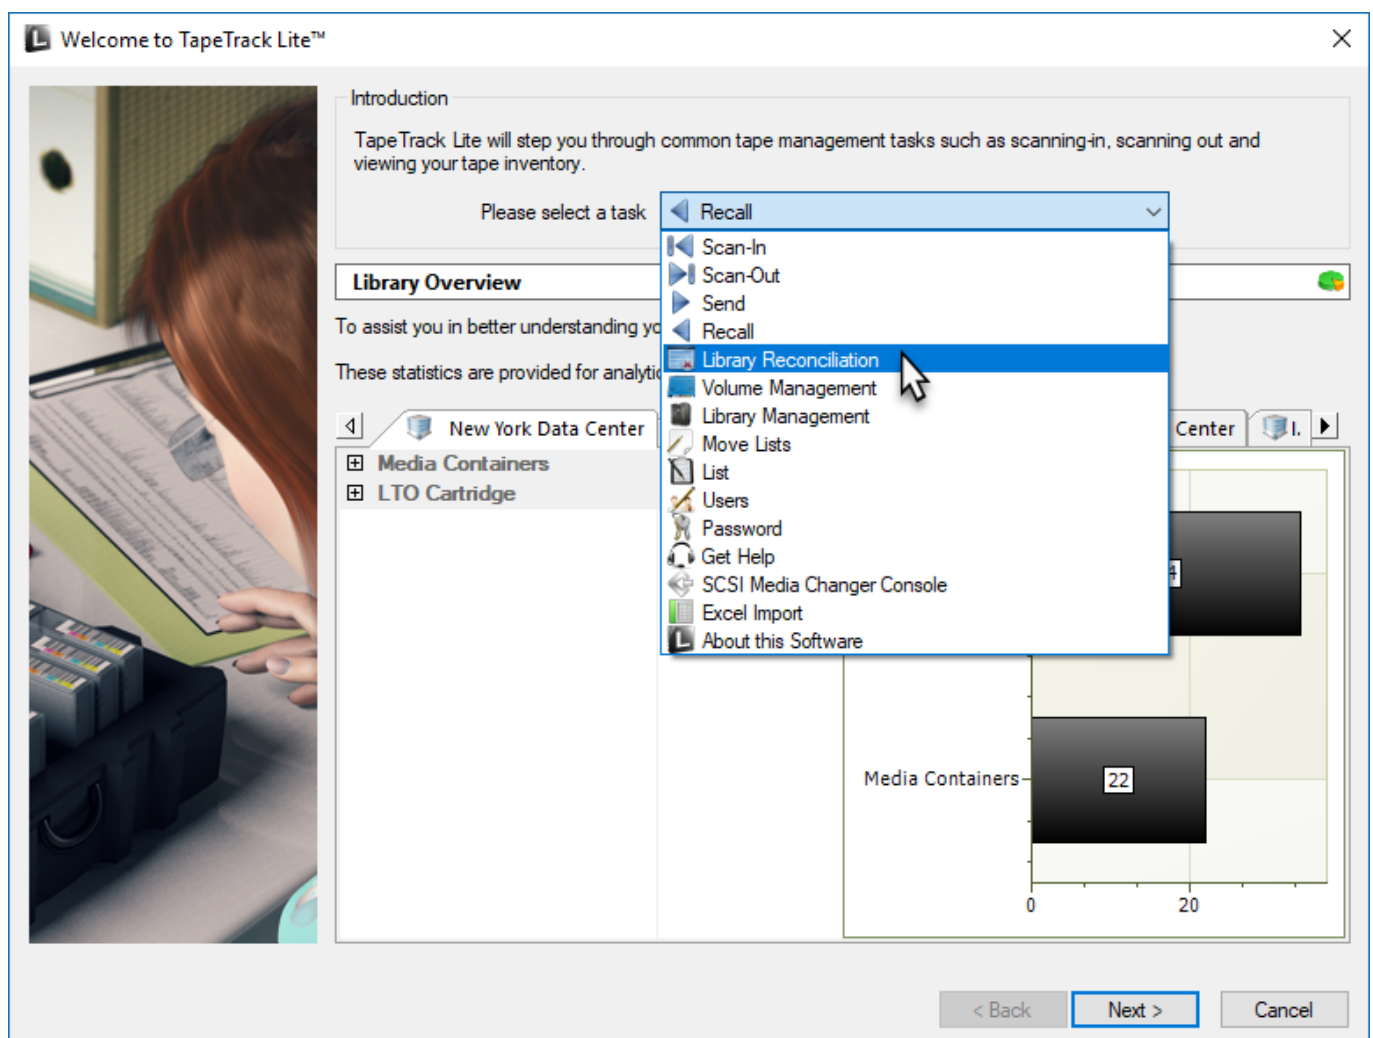 Welcome to TapeTrack Lite™
Introduction
TapeTrack Lite will step you through common tape management tasks such as scanning-in, scanning out and
viewing your tape inventory.
Please select a task
Recall
Scan-In
Scan-Out
Send
Recall
Library Reconciliation
Volume Management
Library Management
Move Lists
List
Users
Password
Get Help
SCSI Media Changer Console
Excel Import
About this Software
Library Overview
To assist you in better understanding
These statistics are provided for
New York Data Center
Center
Media Containers
LTO Cartridge
Media Containers
22
0
20
< Back
Next >
Cancel